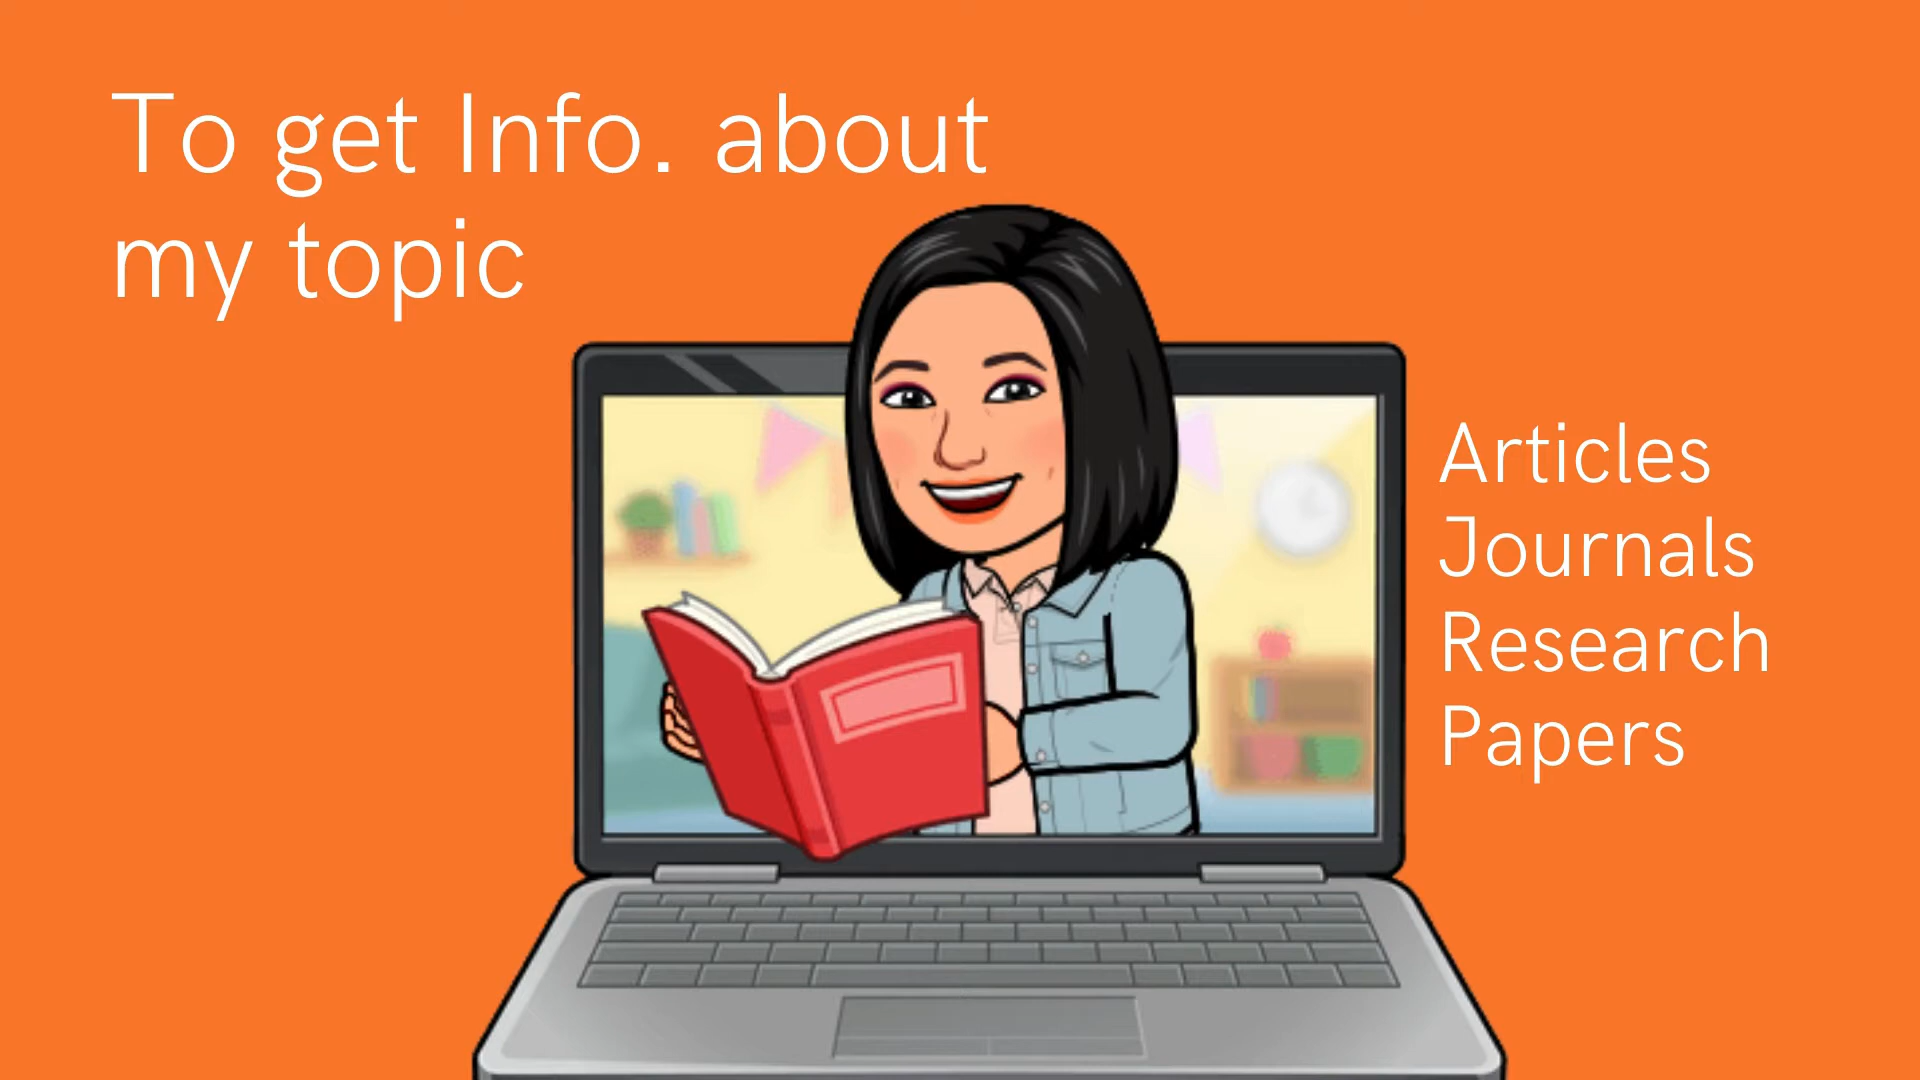 To get Info. about
my topic
Articles
Journals
Research
Papers